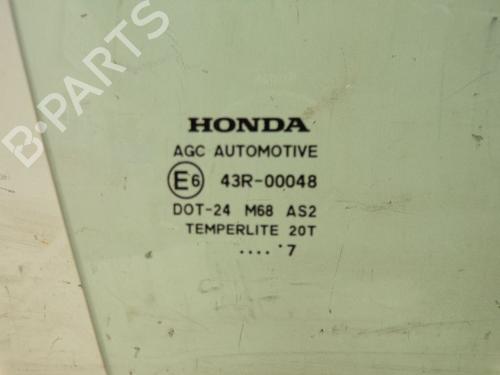 B-PARTS
HONDA
AGC AUTOMOTIVE
E6 43R-00048
DOT-24 M68 AS2
TEMPERLITE 20T
.... '7